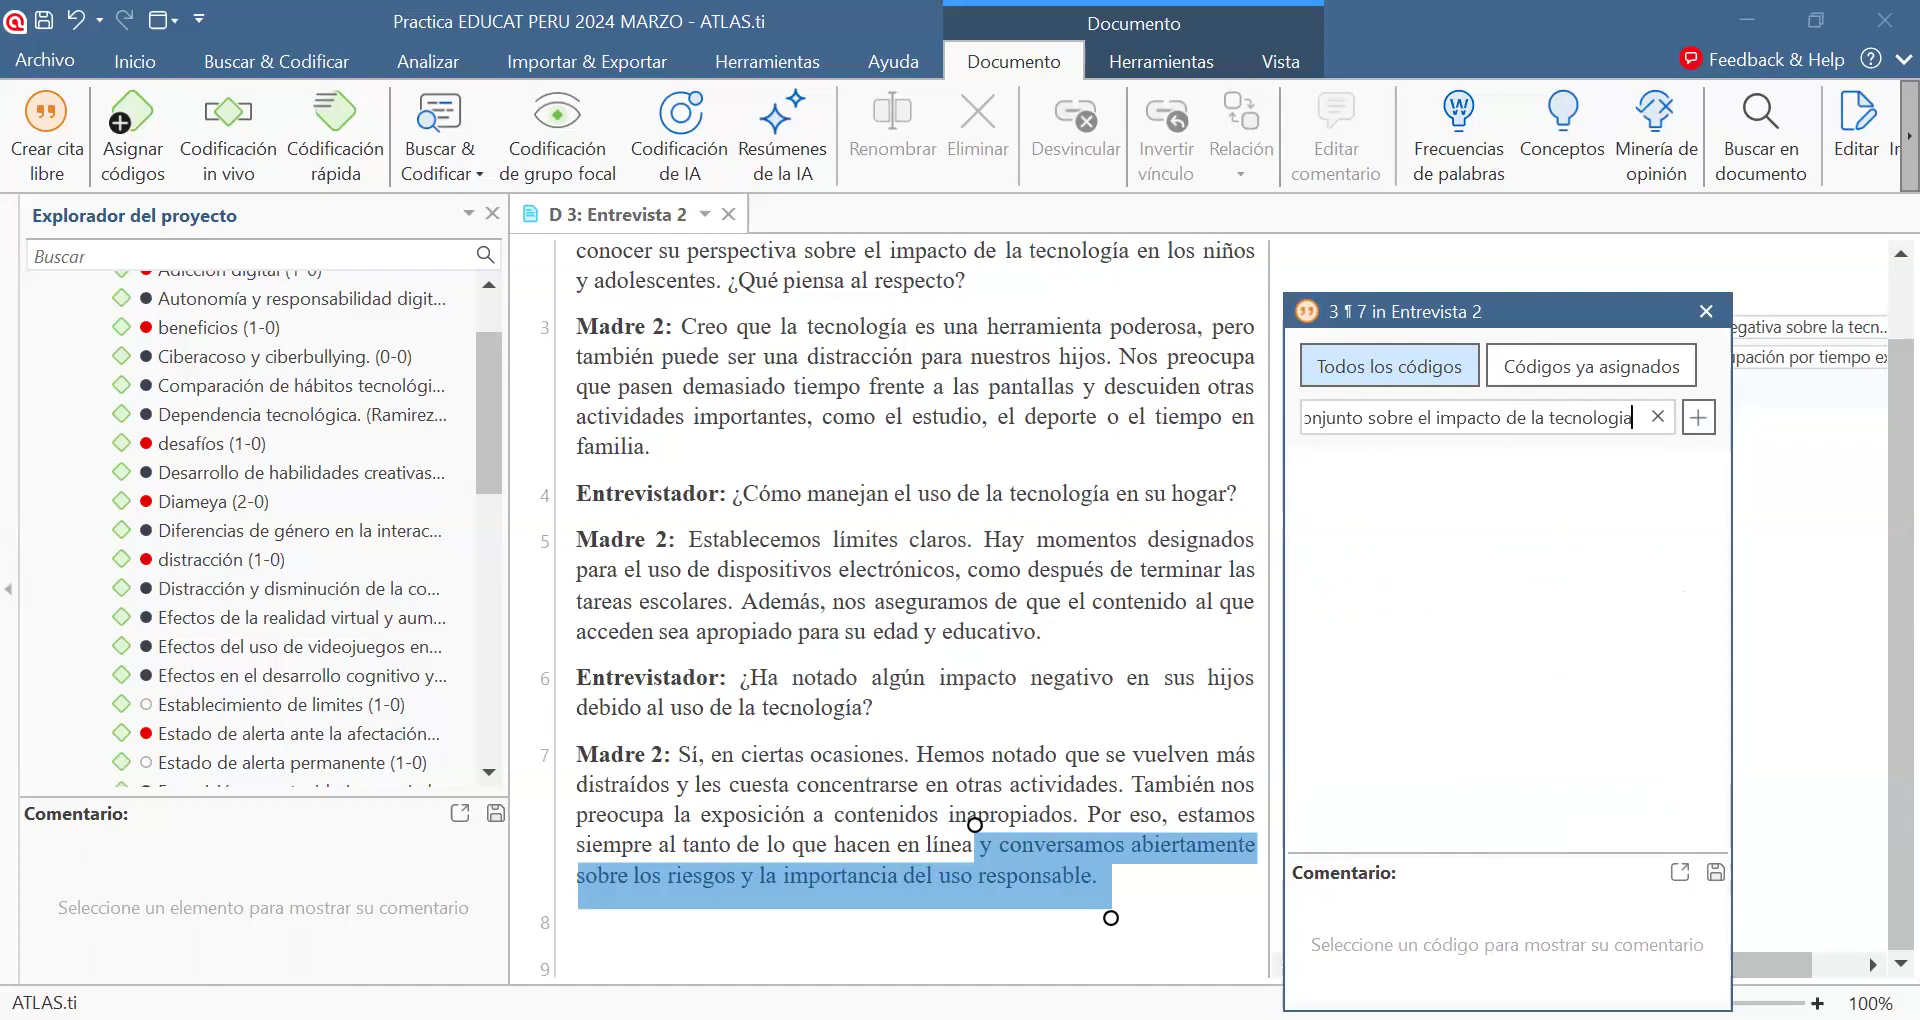 Practica EDUCAT PERU 2024 MARZO - ATLAS.ti
Documento
Archivo
Inicio
Buscar & Codificar
Analizar
Importar & Exportar
Herramientas
Ayuda
Documento
Herramientas
Vista
Feedback & Help
Crear cita
libre
Asignar
códigos
Codificación
in vivo
Códificación
rápida
Buscar &
Codificar
Codificación
de grupo focal
Codificación
de IA
Resúmenes
de la IA
Renombrar
Eliminar
Desvincular
Invertir
vínculo
Relación
Editar
comentario
Frecuencias
de palabras
Conceptos
Minería de
opinión
Buscar en
documento
Editar
Explorador del proyecto
Buscar
Adicción digital (1-0)
Autonomía y responsabilidad digit...
beneficios (1-0)
Ciberacoso y ciberbullying. (0-0)
Comparación de hábitos tecnológi...
Dependencia tecnológica. (Ramirez...
desafíos (1-0)
Desarrollo de habilidades creativas...
Diameya (2-0)
Diferencias de género en la interac...
distracción (1-0)
Distracción y disminución de la co...
Efectos de la realidad virtual y aum...
Efectos del uso de videojuegos en...
Efectos en el desarrollo cognitivo y...
Establecimiento de limites (1-0)
Estado de alerta ante la afectación...
Estado de alerta permanente (1-0)
Comentario:
Seleccione un elemento para mostrar su comentario
D 3: Entrevista 2
conocer su perspectiva sobre el impacto de la tecnología en los niños
y adolescentes. ¿Qué piensa al respecto?
3 Madre 2: Creo que la tecnología es una herramienta poderosa, pero
también puede ser una distracción para nuestros hijos. Nos preocupa
que pasen demasiado tiempo frente a las pantallas y descuiden otras
actividades importantes, como el estudio, el deporte o el tiempo en
familia.
4 Entrevistador: ¿Cómo manejan el uso de la tecnología en su hogar?
5 Madre 2: Establecemos límites claros. Hay momentos designados
para el uso de dispositivos electrónicos, como después de terminar las
tareas escolares. Además, nos aseguramos de que el contenido al que
acceden sea apropiado para su edad y educativo.
6 Entrevistador: ¿Ha notado algún impacto negativo en sus hijos
debido al uso de la tecnología?
7 Madre 2: Sí, en ciertas ocasiones. Hemos notado que se vuelven más
distraídos y les cuesta concentrarse en otras actividades. También nos
preocupa la exposición a contenidos inapropiados. Por eso, estamos
siempre al tanto de lo que hacen en línea y conversamos abiertamente
sobre los riesgos y la importancia del uso responsable.
8
9
3 ¶ 7 in Entrevista 2
Todos los códigos
Códigos ya asignados
onjunto sobre el impacto de la tecnologia
Comentario:
Seleccione un código para mostrar su comentario
egativa sobre la tecn...
upación por tiempo ex
ATLAS.ti
100%